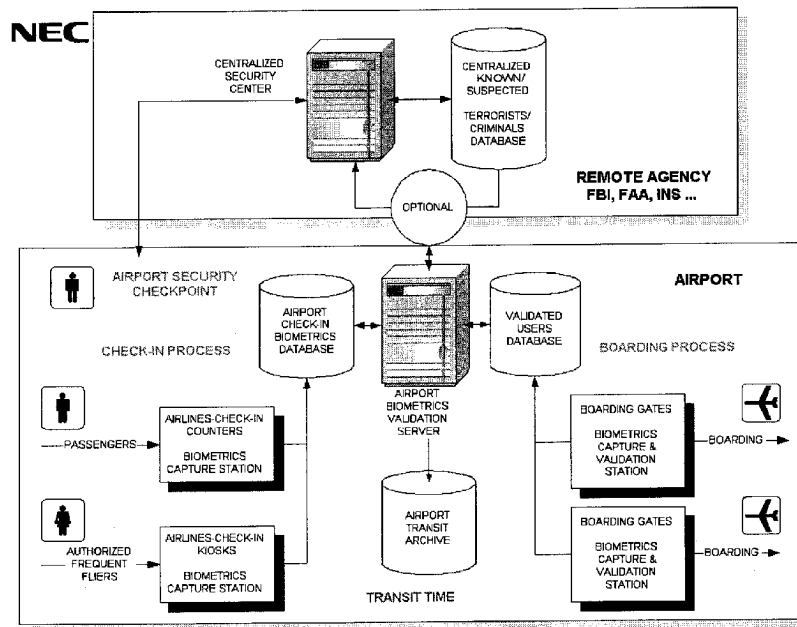 NEC
CENTRALIZED
SECURITY
CENTER
CENTRALIZED
KNOWN/
SUSPECTED
TERRORISTS/
CRIMINALS
DATABASE
REMOTE AGENCY
FBI, FAA, INS ...
OPTIONAL
AIRPORT SECURITY
CHECKPOINT
AIRPORT
AIRPORT
CHECK-IN
BIOMETRICS
DATABASE
VALIDATED
USERS
DATABASE
CHECK-IN PROCESS
BOARDING PROCESS
AIRPORT
BIOMETRICS
VALIDATION
SERVER
PASSENGERS
AIRLINES-CHECK-IN
COUNTERS
BIOMETRICS
CAPTURE STATION
BOARDING GATES
BIOMETRICS
CAPTURE &
VALIDATION
STATION
BOARDING
AUTHORIZED
FREQUENT
FLIERS
AIRLINES-CHECK-IN
KIOSKS
BIOMETRICS
CAPTURE STATION
AIRPORT
TRANSIT
ARCHIVE
BOARDING GATES
BIOMETRICS
CAPTURE &
VALIDATION
STATION
BOARDING
TRANSIT TIME